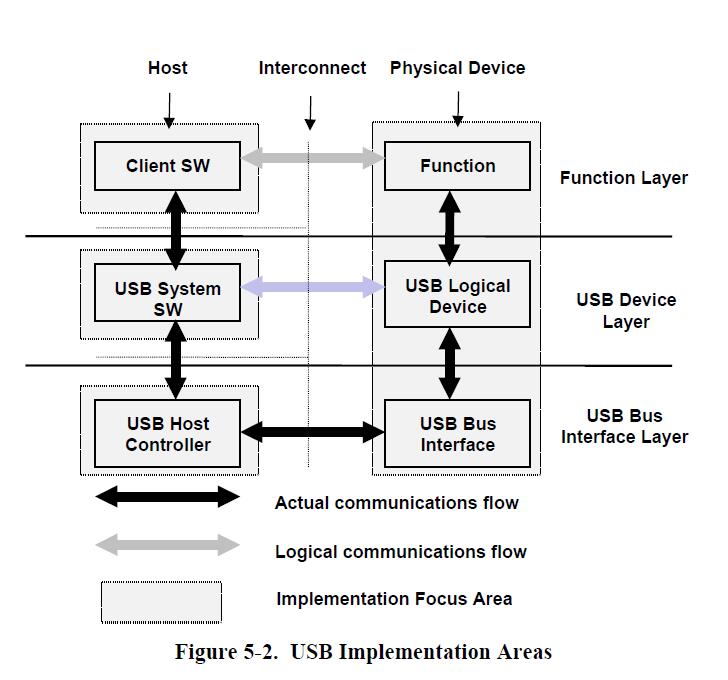 Host
Interconnect
Physical Device
Client SW
Function
Function Layer
USB System
SW
USB Logical
Device
USB Device
Layer
USB Host
Controller
USB Bus
Interface
USB Bus
Interface Layer
Actual communications flow
Logical communications flow
Implementation Focus Area
Figure 5-2. USB Implementation Areas